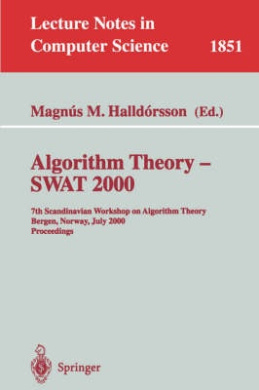 Lecture Notes in
Computer Science 1851
Magnús M. Halldórsson (Ed.)
Algorithm Theory –
SWAT 2000
7th Scandinavian Workshop on Algorithm Theory
Bergen, Norway, July 2000
Proceedings
Springer